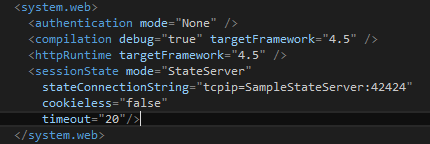 <system.web>
<authentication mode="None" />
<compilation debug="true" targetFramework="4.5" />
<httpRuntime targetFramework="4.5" />
<sessionState mode="StateServer"
stateConnectionString="tcpip=SampleStateServer:42424"
cookieless="false"
timeout="20"/>
</system.web>